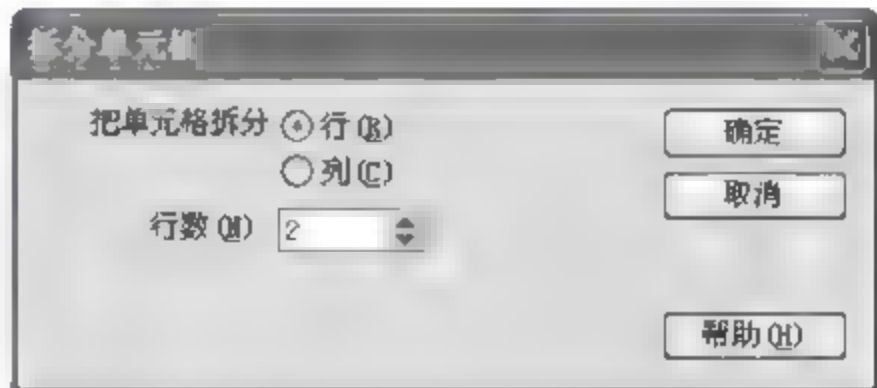 拆分单元格
把单元格拆分 行(R) 确定
列(C)
取消
行数(N) 2
帮助(H)